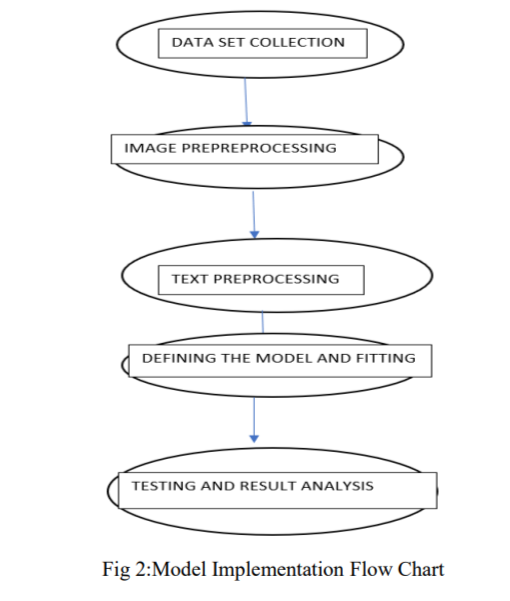 DATA SET COLLECTION
IMAGE PREPREPROCESSING
TEXT PREPROCESSING
DEFINING THE MODEL AND FITTING
TESTING AND RESULT ANALYSIS
Fig 2:Model Implementation Flow Chart